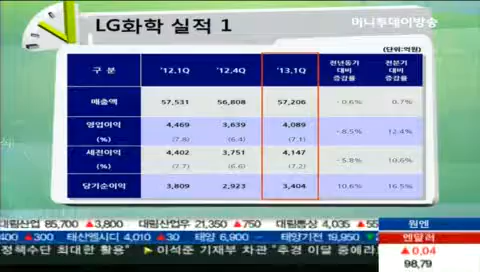 머니투데이방송
LG화학 실적 1
(단위:억원)
구 분 '12.1Q '12.4Q '13.1Q 전년동기 대비 증감률 전분기 대비 증감률
매출액 57,531 56,808 57,206 -0.6% 0.7%
영업이익 4,469 3,639 4,089 -8.5% 12.4%
(%) (7.8) (6.4) (7.1)
세전이익 4,402 3,751 4,147 -5.8% 10.6%
(%) (7.7) (6.6) (7.2)
당기순이익 3,809 2,923 3,404 10.6% 16.5%
대림산업 85,700 ▲3,800 대림B&Co우 21,350 ▲750 대림통상 4,035 ▲55
400 ▲300 태산엘시디 4,010 ▲30 태양 6,900 - 태양기전 19,950
정책수단 최대한 활용" ▶ 이석준 기재부 차관 "추경 이달 중에라
원엔
엔달러
▲0,04
98,79